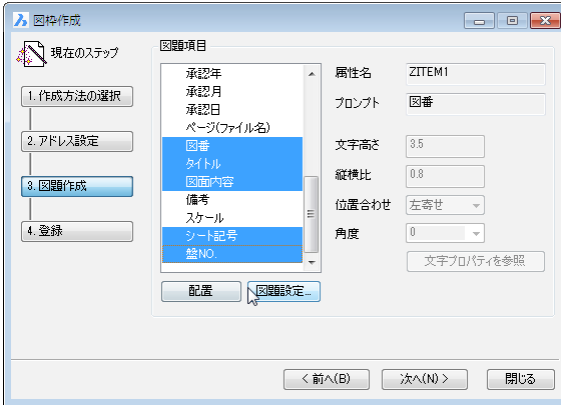 図枠作成
現在のステップ
1.作成方法の選択
2.アドレス設定
3.図題作成
4.登録
図題項目
承認年
承認月
承認日
ページ(ファイル名)
図番
タイトル
図面内容
備考
スケール
シート記号
盤NO.
配置
図題設定...
属性名
ZITEM1
プロンプト
図番
文字高さ
3.5
縦横比
0.8
位置合わせ
左寄せ
角度
0
文字プロパティを参照
< 前へ(B)
次へ(N) >
閉じる